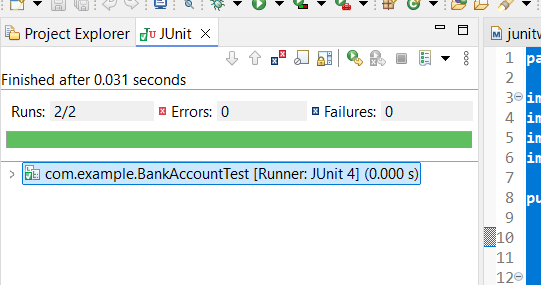 Project Explorer JUnit junitw
Finished after 0.031 seconds
Runs: 2/2 Errors: 0 Failures: 0
com.example.BankAccountTest [Runner: JUnit 4] (0.000 s)
1 pa
2
3 im
4 im
5 im
6 im
7
8 pu
9
10
11
12